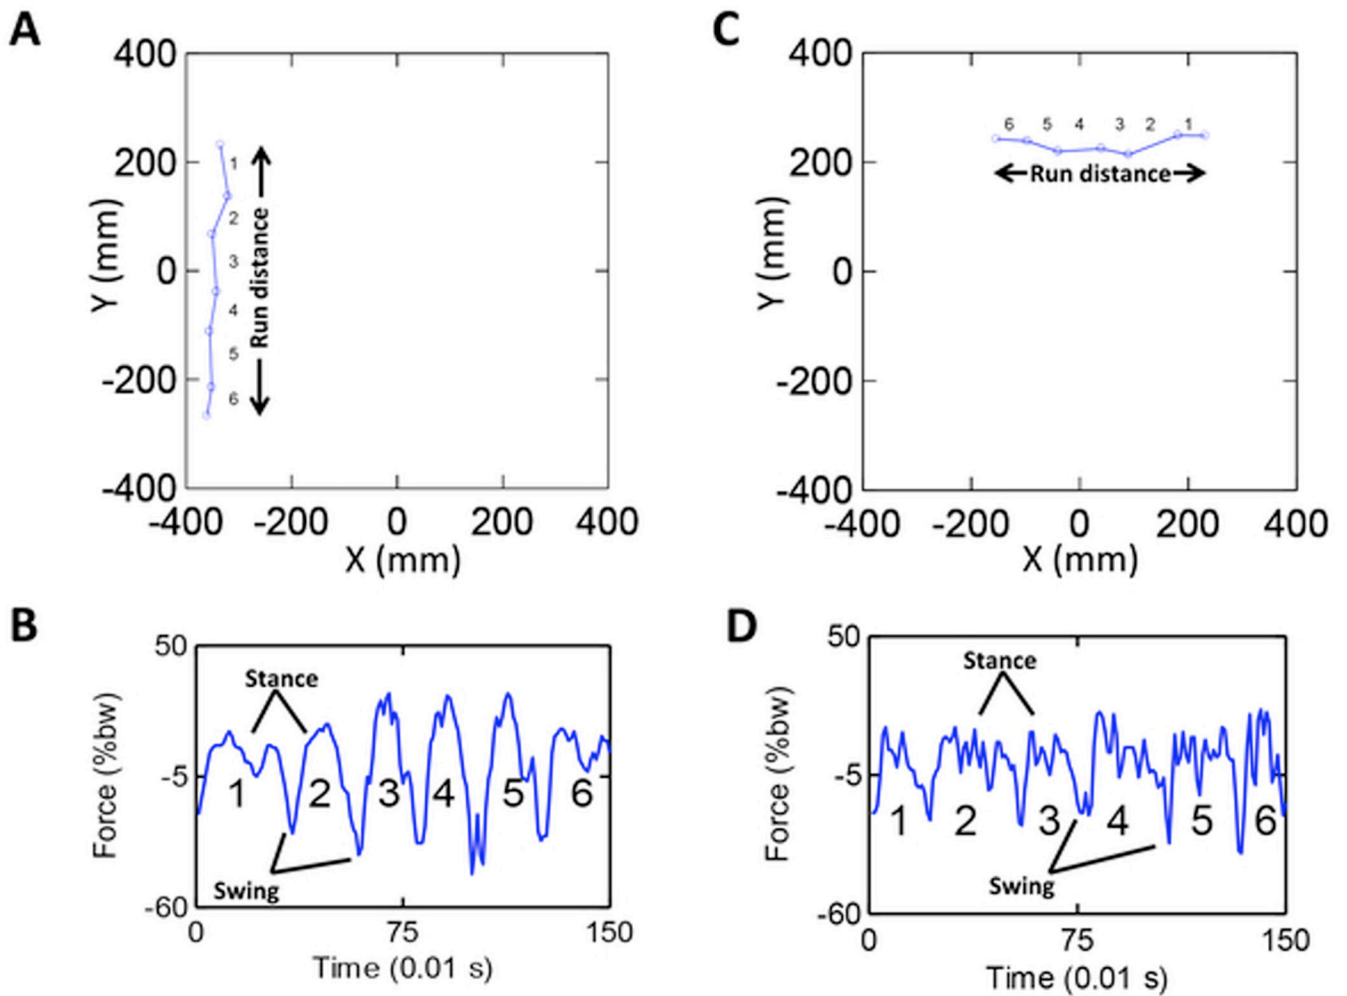 A
400
200
0
-200
-400
Y (mm)
1
2
3
4
5
6
Run distance
-400 -200 0 200 400
X (mm)
C
400
200
0
-200
-400
Y (mm)
6 5 4 3 2 1
Run distance
-400 -200 0 200 400
X (mm)
B
50
-5
-60
Force (%bw)
Stance
1 2 3 4 5 6
Swing
0 75 150
Time (0.01 s)
D
50
-5
-60
Force (%bw)
Stance
1 2 3 4 5 6
Swing
0 75 150
Time (0.01 s)